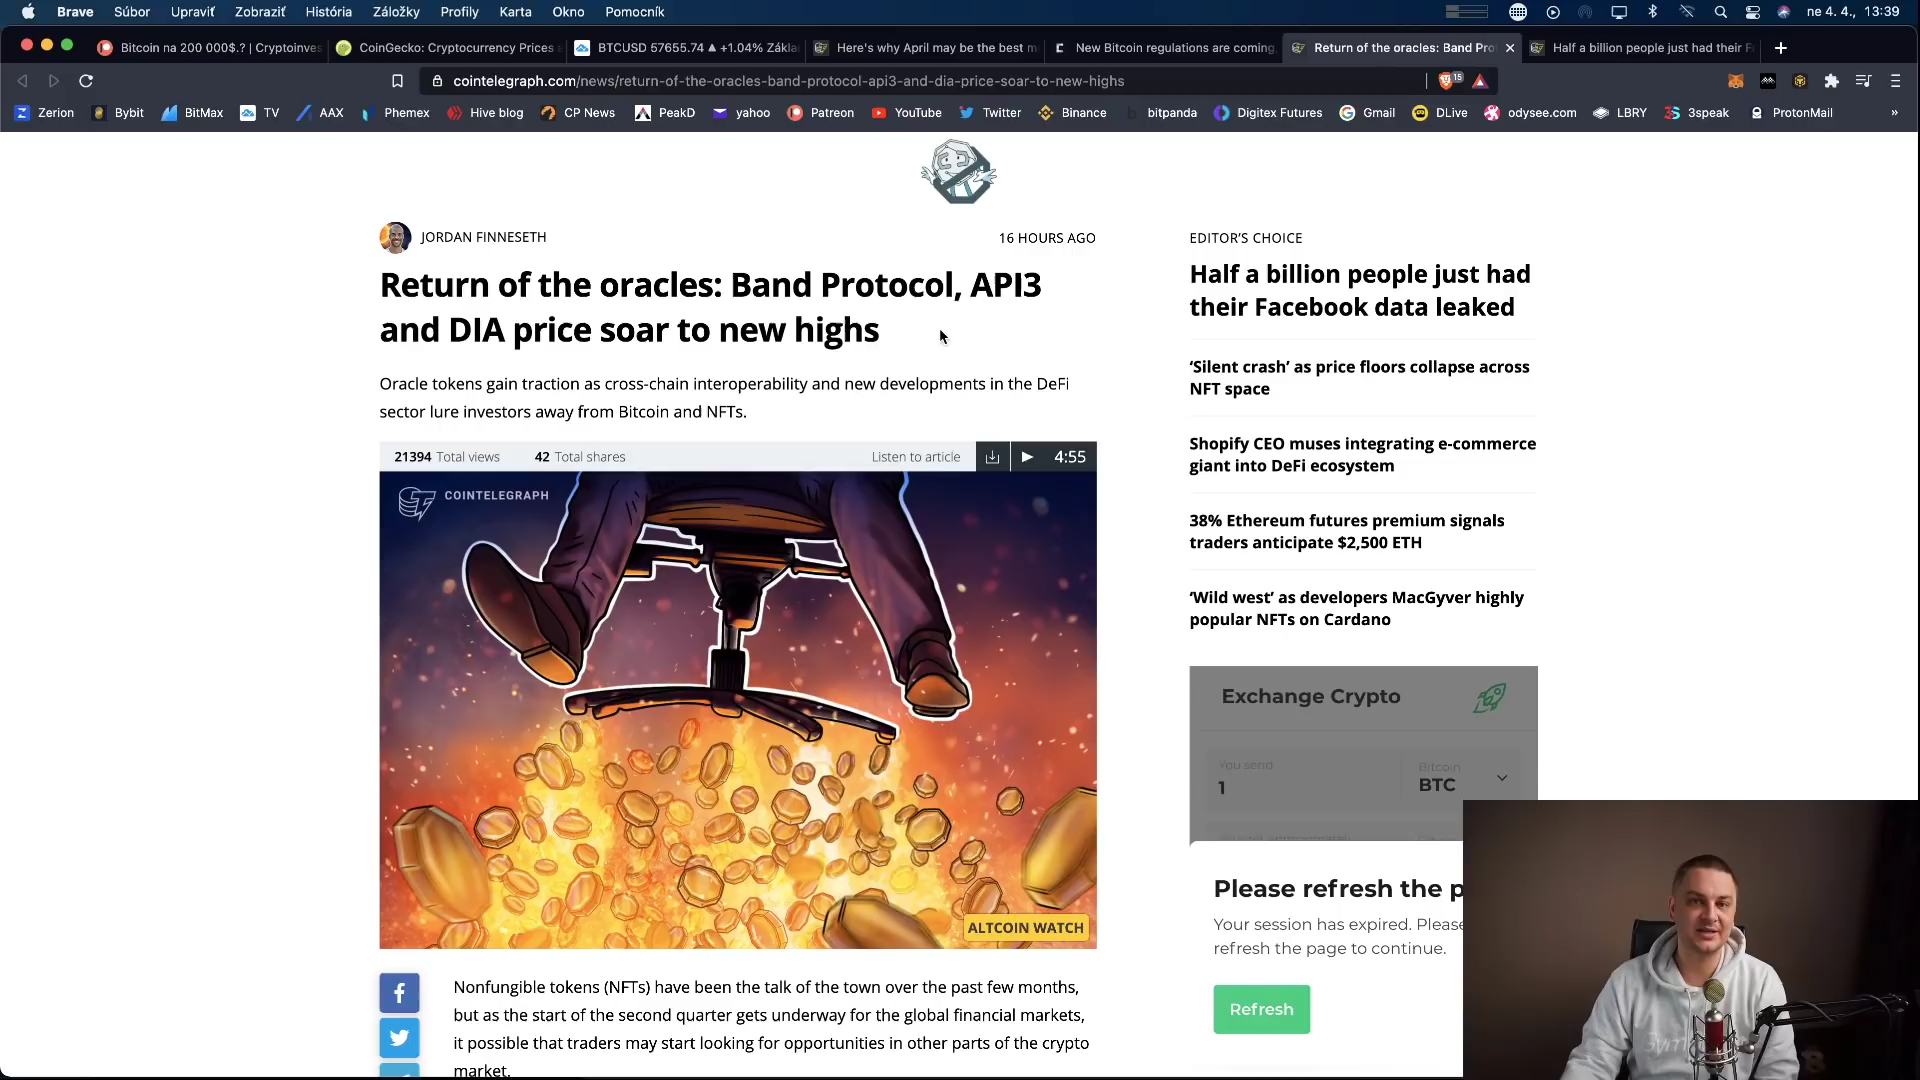 Brave Súbor Upraviť Zobraziť História Záložky Profily Karta Okno Pomocník ne 4. 4., 13:39
Bitcoin na 200 000$.? | Cryptoinves
CoinGecko: Cryptocurrency Prices
BTCUSD 57655.74 ▲ +1.04% Zákla
Here's why April may be the best m
New Bitcoin regulations are coming
Return of the oracles: Band Pro
Half a billion people just had their F
cointelegraph.com/news/return-of-the-oracles-band-protocol-api3-and-dia-price-soar-to-new-highs
15
Zerion Bybit BitMax TV AAX Phemex Hive blog CP News PeakD yahoo Patreon YouTube Twitter Binance bitpanda Digitex Futures Gmail DLive odysee.com LBRY 3speak ProtonMail »
JORDAN FINNESETH
16 HOURS AGO
Return of the oracles: Band Protocol, API3
and DIA price soar to new highs
Oracle tokens gain traction as cross-chain interoperability and new developments in the DeFi
sector lure investors away from Bitcoin and NFTs.
21394 Total views 42 Total shares Listen to article 4:55
COINTELEGRAPH
ALTCOIN WATCH
Nonfungible tokens (NFTs) have been the talk of the town over the past few months,
but as the start of the second quarter gets underway for the global financial markets,
it possible that traders may start looking for opportunities in other parts of the crypto
market.
EDITOR'S CHOICE
Half a billion people just had
their Facebook data leaked
‘Silent crash’ as price floors collapse across
NFT space
Shopify CEO muses integrating e-commerce
giant into DeFi ecosystem
38% Ethereum futures premium signals
traders anticipate $2,500 ETH
‘Wild west’ as developers MacGyver highly
popular NFTs on Cardano
Exchange Crypto
You send
1
Bitcoin
BTC
Please refresh the p
Your session has expired. Please
refresh the page to continue.
Refresh